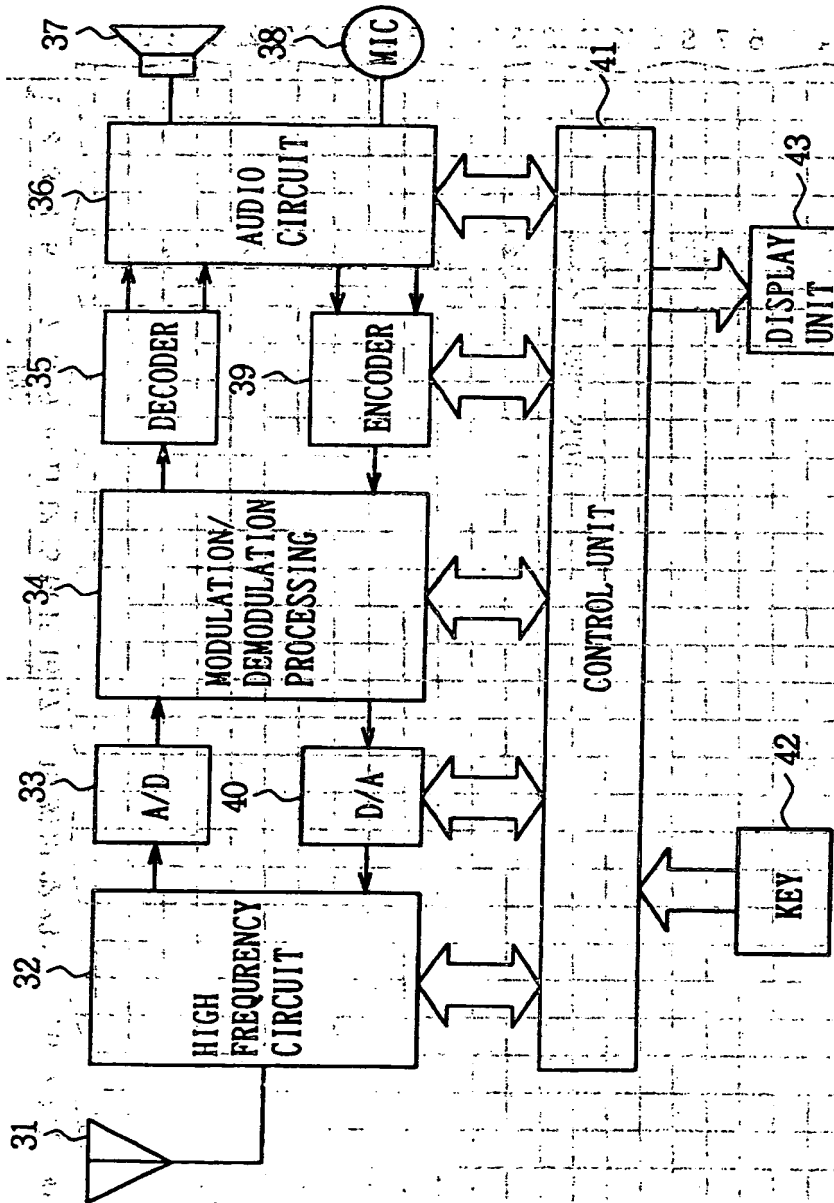 31
32
HIGH
FREQURENCY
CIRCUIT
33
A/D
40
D/A
34
MODULATION/
DEMODULATION
PROCESSING
35
DECODER
39
ENCODER
36
AUDIO
CIRCUIT
37
38
MIC
41
CONTROL UNIT
42
KEY
43
DISPLAY
UNIT